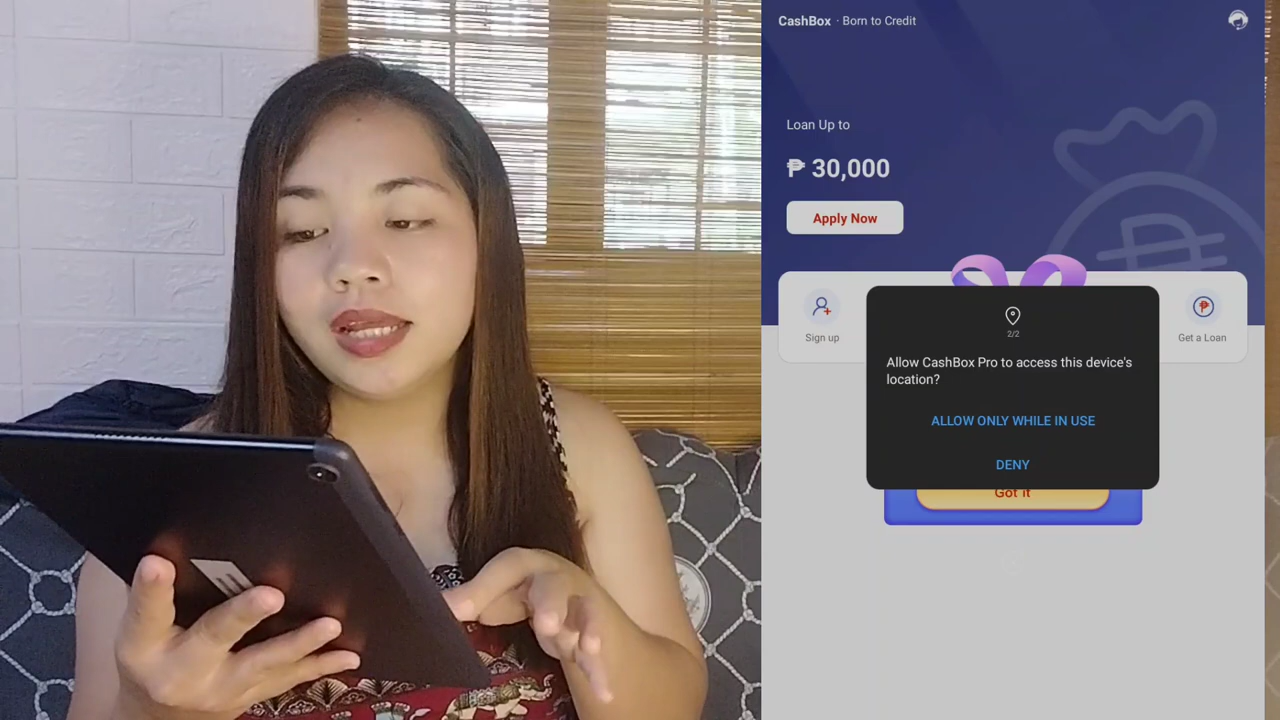 CashBox · Born to Credit
Loan Up to
₱ 30,000
Apply Now
Sign up
Get a Loan
2/2
Allow CashBox Pro to access this device's
location?
ALLOW ONLY WHILE IN USE
DENY
Got it